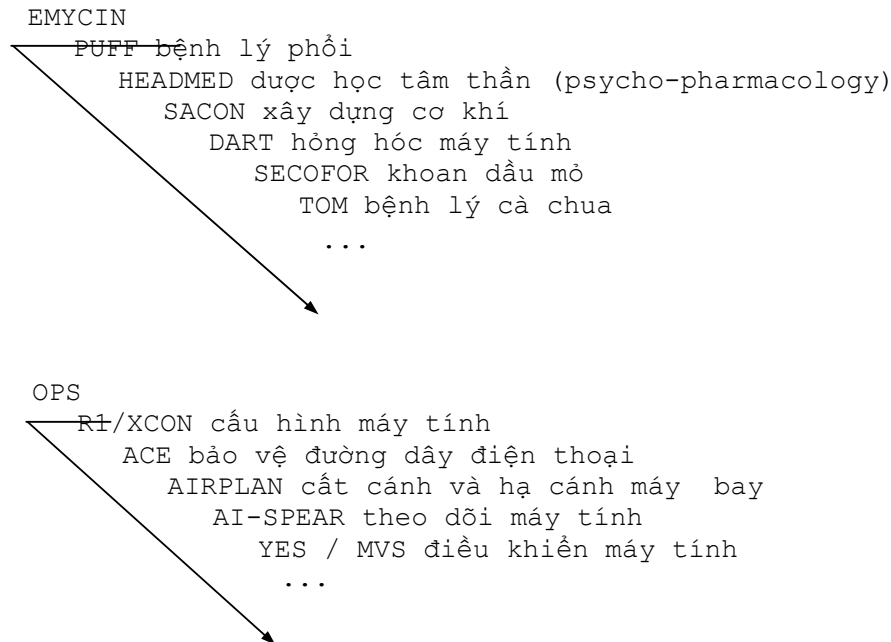 EMYCIN
PUFF bệnh lý phổi
HEADMED dược học tâm thần (psycho-pharmacology)
SACON xây dựng cơ khí
DART hỏng hóc máy tính
SECOFOR khoan dầu mỏ
TOM bệnh lý cà chua
...
OPS
R1/XCON cấu hình máy tính
ACE bảo vệ đường dây điện thoại
AIRPLAN cất cánh và hạ cánh máy bay
AI-SPEAR theo dõi máy tính
YES / MVS điều khiển máy tính
...